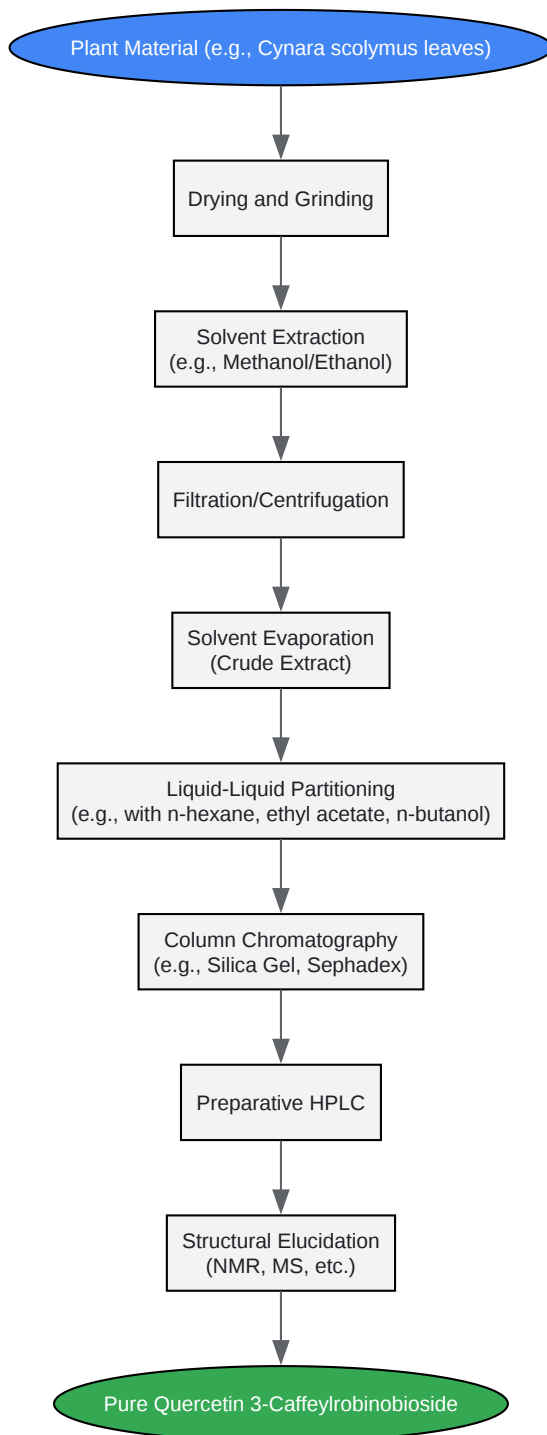 Plant Material (e.g., Cynara scolymus leaves)
Drying and Grinding
Solvent Extraction
(e.g., Methanol/Ethanol)
Filtration/Centrifugation
Solvent Evaporation
(Crude Extract)
Liquid-Liquid Partitioning
(e.g., with n-hexane, ethyl acetate, n-butanol)
Column Chromatography
(e.g., Silica Gel, Sephadex)
Preparative HPLC
Structural Elucidation
(NMR, MS, etc.)
Pure Quercetin 3-Caffeylrobinobioside